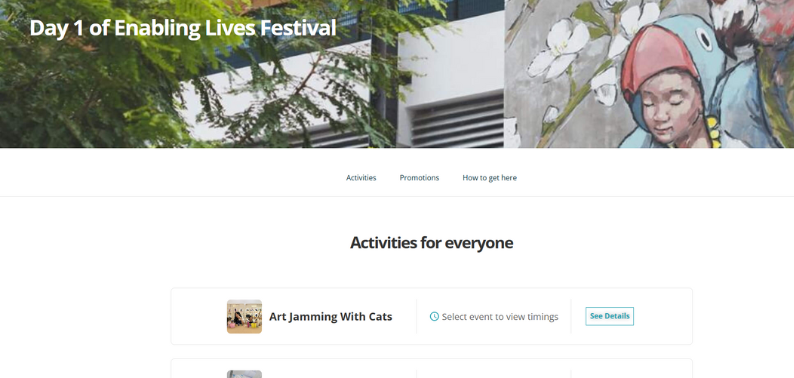 Day 1 of Enabling Lives Festival
Activities Promotions How to get here
Activities for everyone
Art Jamming With Cats Select event to view timings See Details